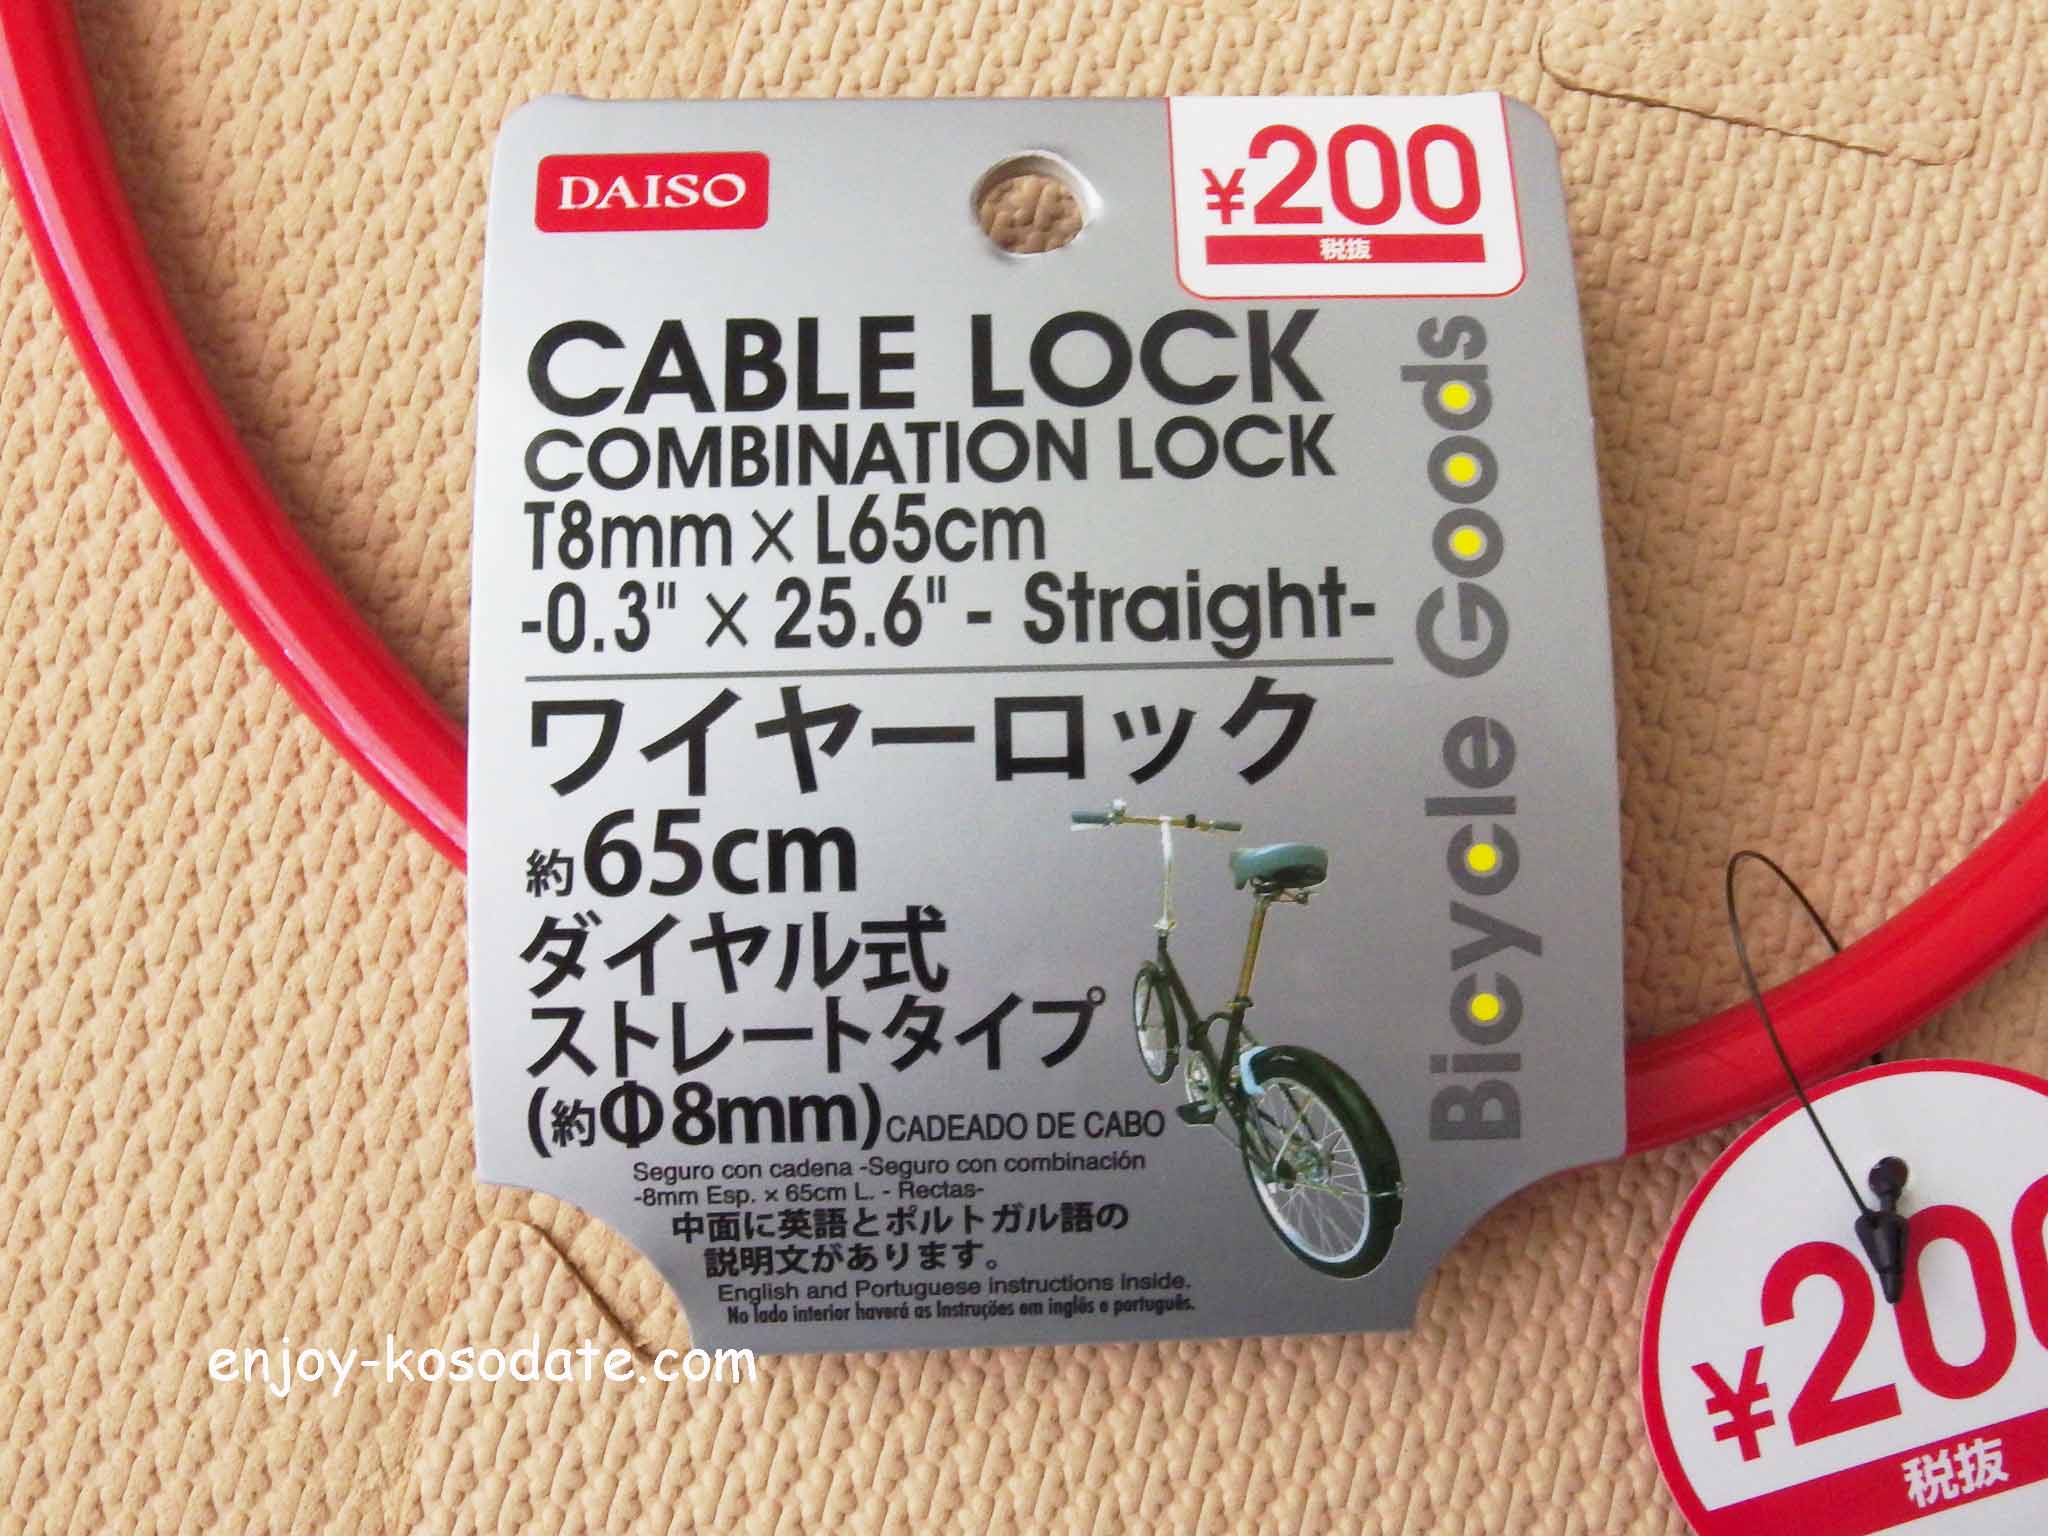 DAISO
¥200
税抜
CABLE LOCK
COMBINATION LOCK
T8mm×L65cm
-0.3"×25.6"- Straight-
ワイヤーロック
約65cm
ダイヤル式
ストレートタイプ
(約Φ8mm)CADEADO DE CABO
Seguro con cadena -Seguro con combinación
-8mm Esp. × 65cm L. - Rectas-
中面に英語とポルトガル語の
説明文があります。
English and Portuguese instructions inside.
No lado interior haverá as Instruções em inglês e português.
Bicycle Goods
¥200
税抜
enjoy-kosodate.com